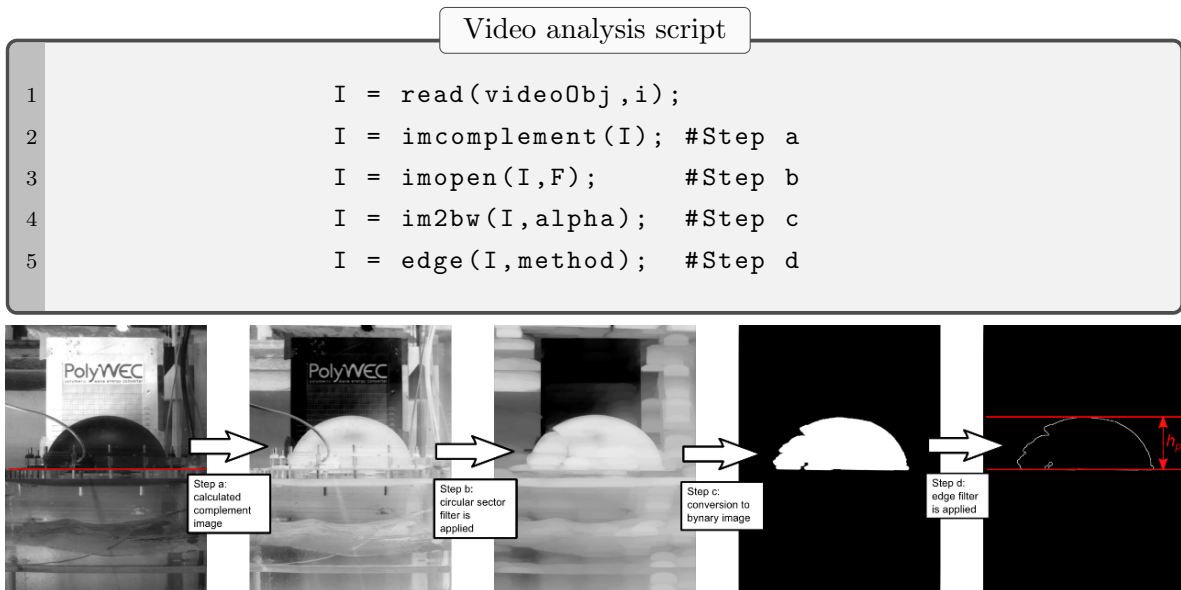 Video analysis script
1 I = read(videoObj,i);
2 I = imcomplement(I); #Step a
3 I = imopen(I,F); #Step b
4 I = im2bw(I,alpha); #Step c
5 I = edge(I,method); #Step d
PolyWEC
polymeric wave energy converter
PolyWEC
Step a:
calculated
complement
image
Step b:
circular sector
filter is
applied
Step c:
conversion to
bynary image
Step d:
edge filter
is applied
hp